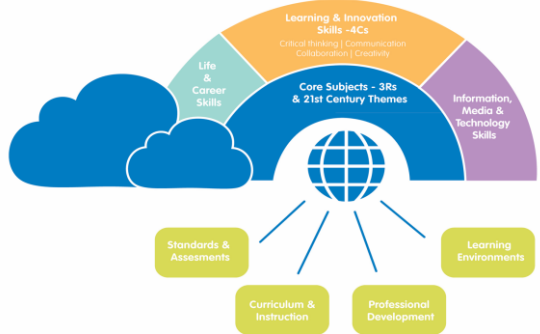 Learning & Innovation
Skills -4Cs
Critical thinking | Communication
Collaboration | Creativity
Life
&
Career
Skills
Core Subjects - 3Rs
& 21st Century Themes
Information,
Media &
Technology
Skills
Standards &
Assesments
Learning
Environments
Curriculum &
Instruction
Professional
Development